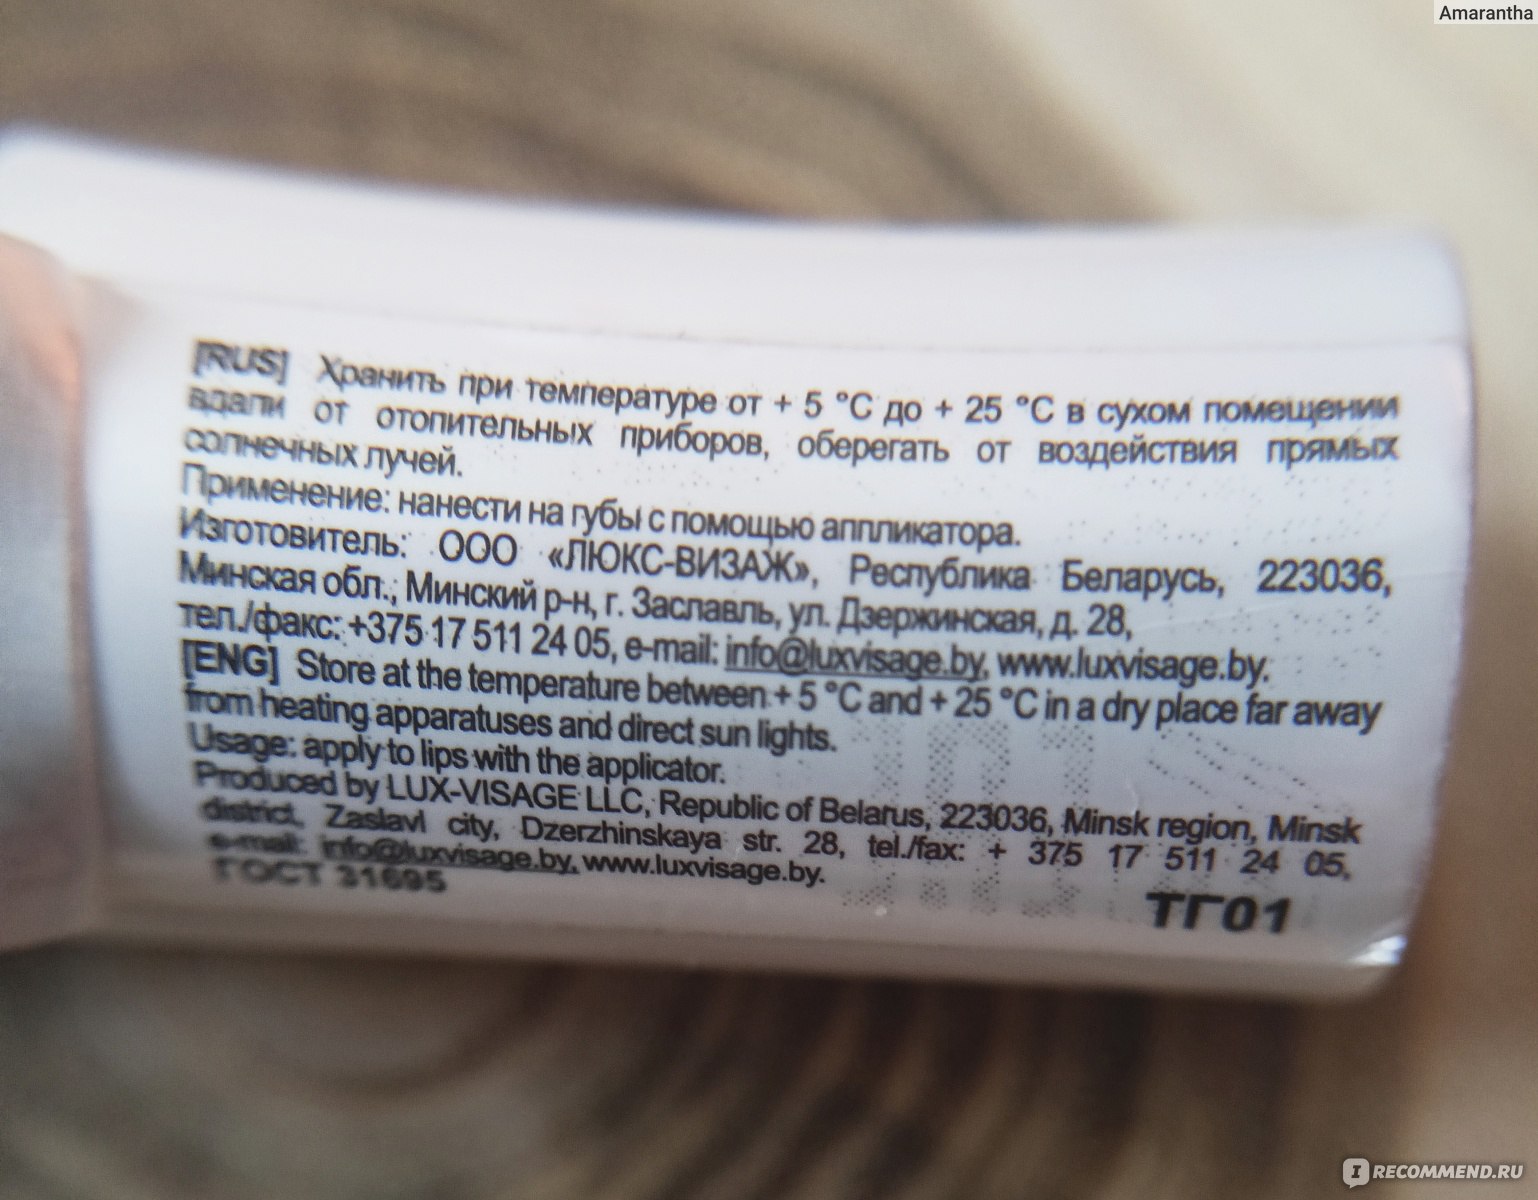 Amarantha
[RUS] Хранить при температуре от + 5 °C до + 25 °C в сухом помещении
вдали от отопительных приборов, оберегать от воздействия прямых
солнечных лучей.
Применение: нанести на губы с помощью аппликатора.
Изготовитель: ООО «ЛЮКС-ВИЗАЖ», Республика Беларусь, 223036,
Минская обл., Минский р-н, г. Заславль, ул. Дзержинская, д. 28,
тел./факс: +375 17 511 24 05, e-mail: info@luxvisage.by, www.luxvisage.by.
[ENG] Store at the temperature between + 5 °C and + 25 °C in a dry place far away
from heating apparatuses and direct sun lights.
Usage: apply to lips with the applicator.
Produced by LUX-VISAGE LLC, Republic of Belarus, 223036, Minsk region, Minsk
district, Zaslavl city, Dzerzhinskaya str. 28, tel./fax: + 375 17 511 24 05,
e-mail: info@luxvisage.by, www.luxvisage.by.
ГОСТ 31695
ТГ01
I RECOMMEND.RU